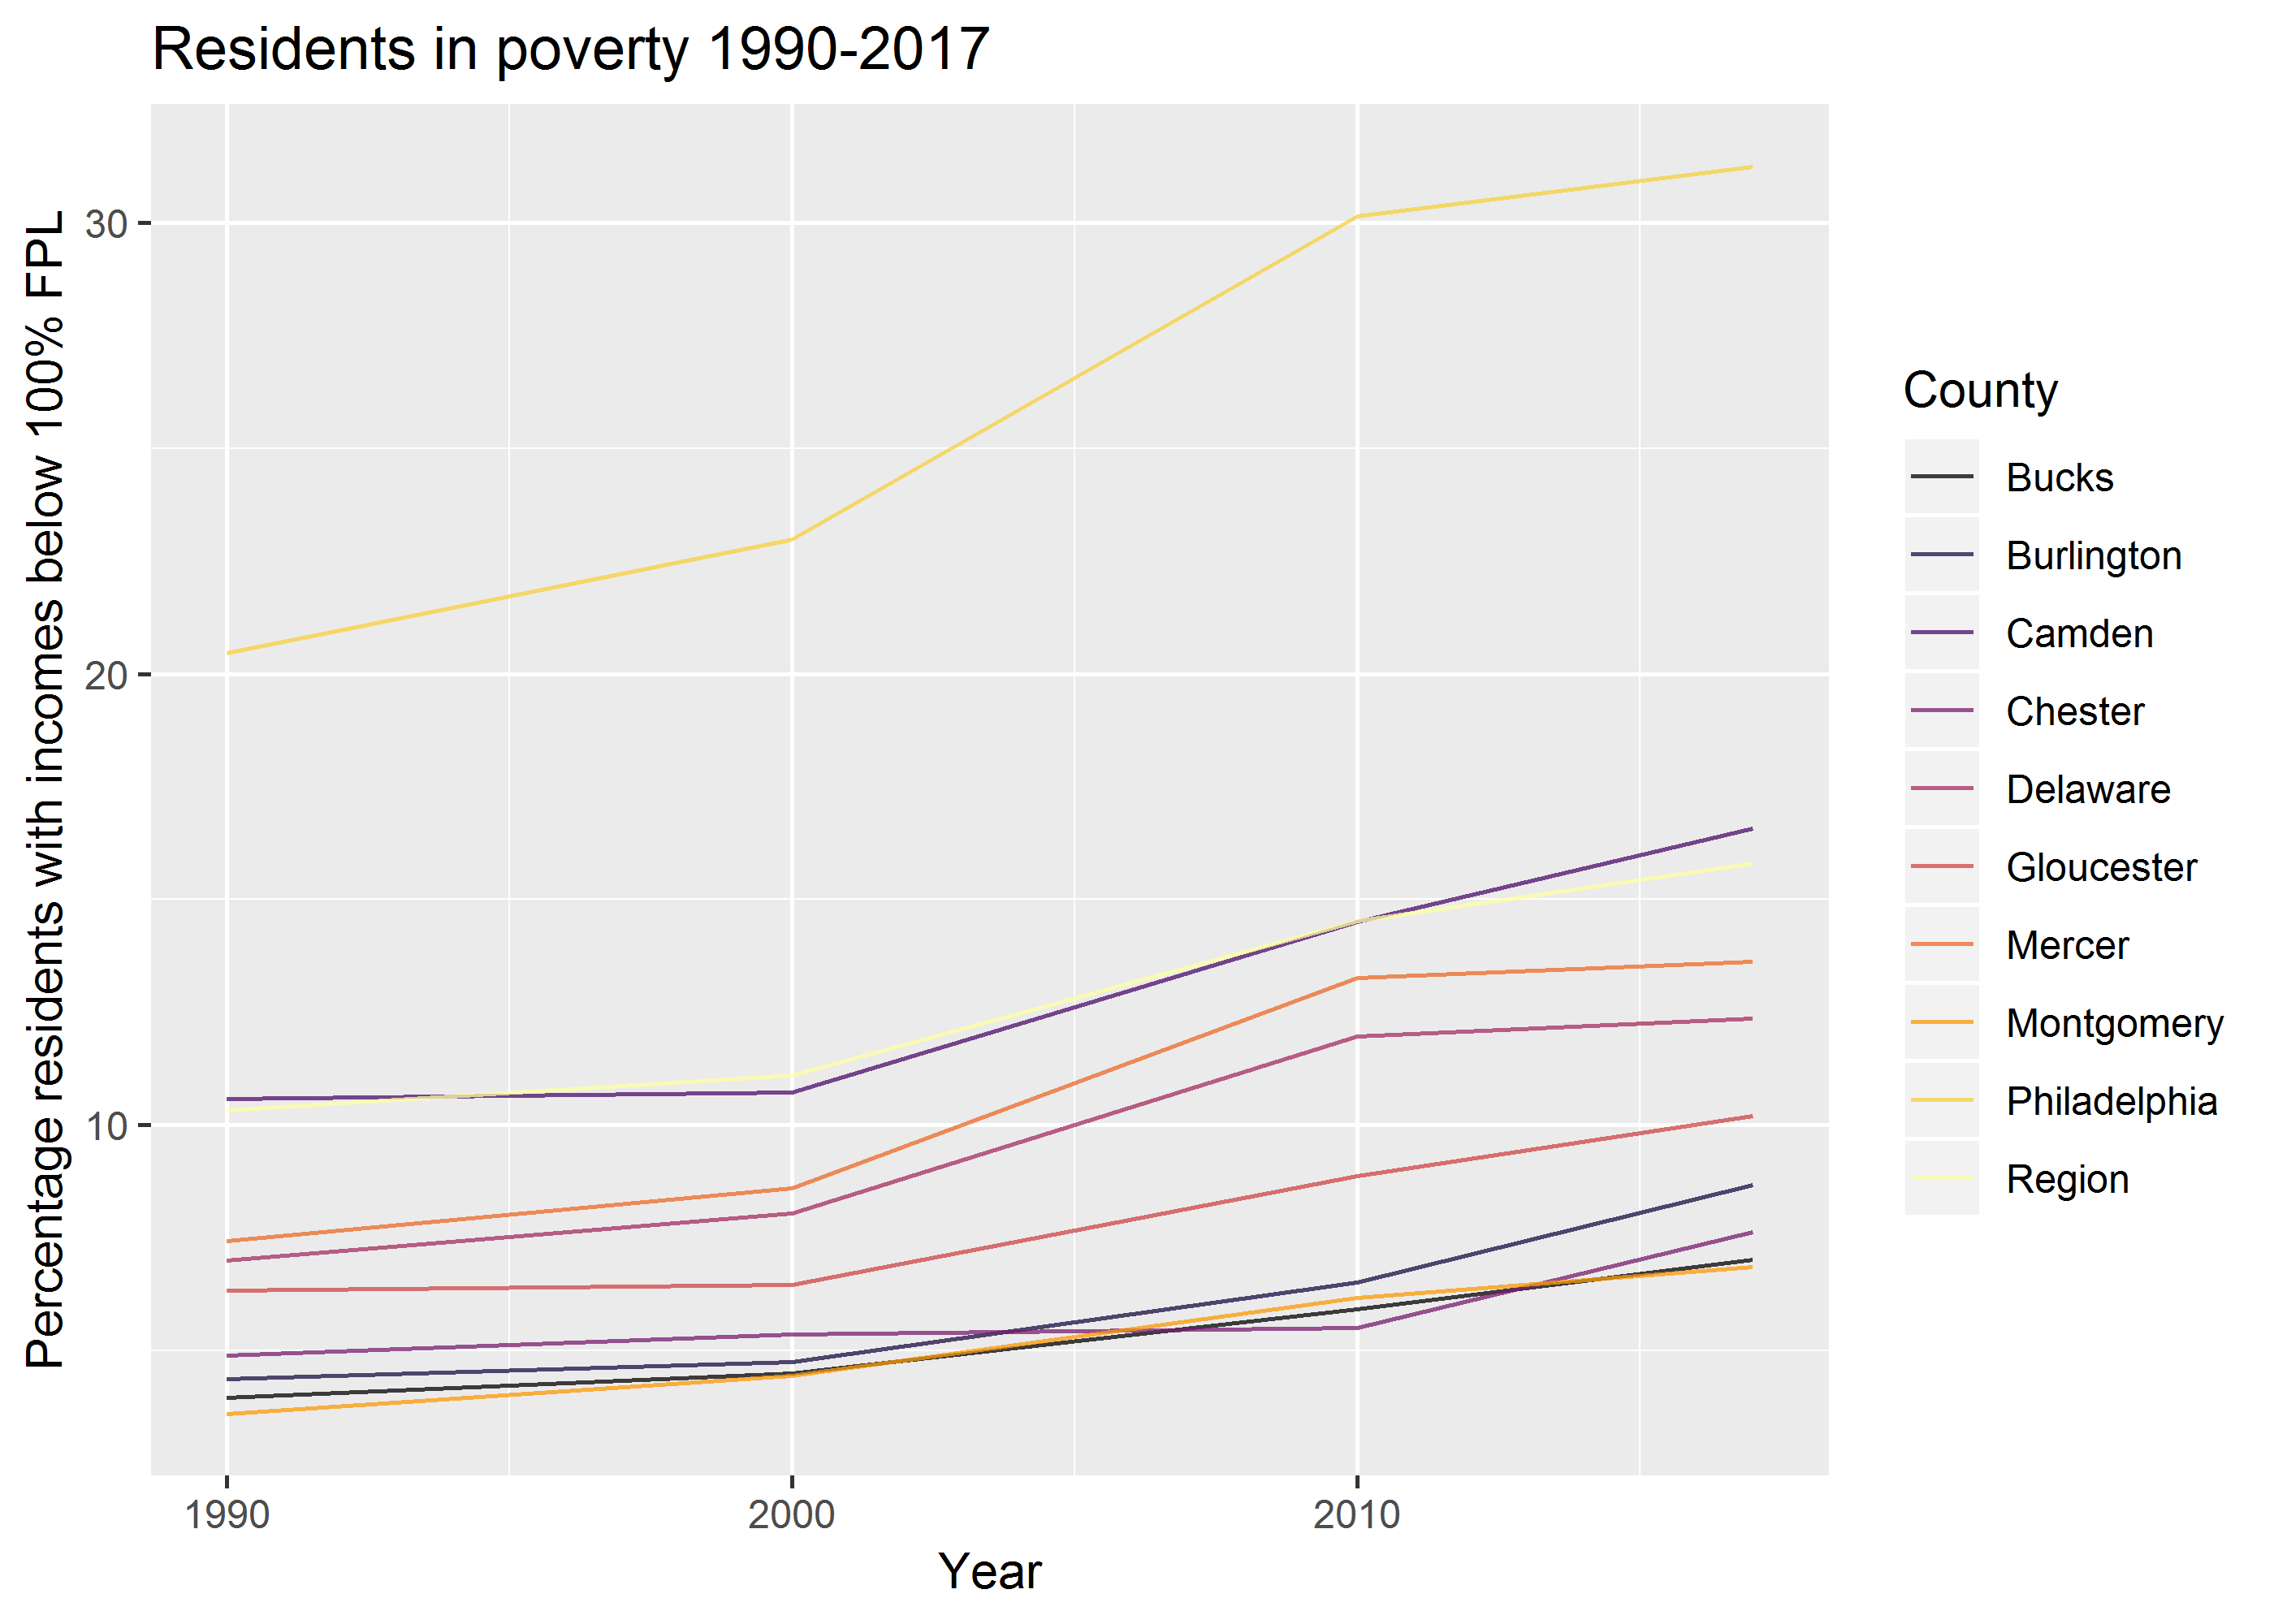 Residents in poverty 1990-2017
Percentage residents with incomes below 100% FPL
30
20
10
1990
2000
2010
Year
County
Bucks
Burlington
Camden
Chester
Delaware
Gloucester
Mercer
Montgomery
Philadelphia
Region